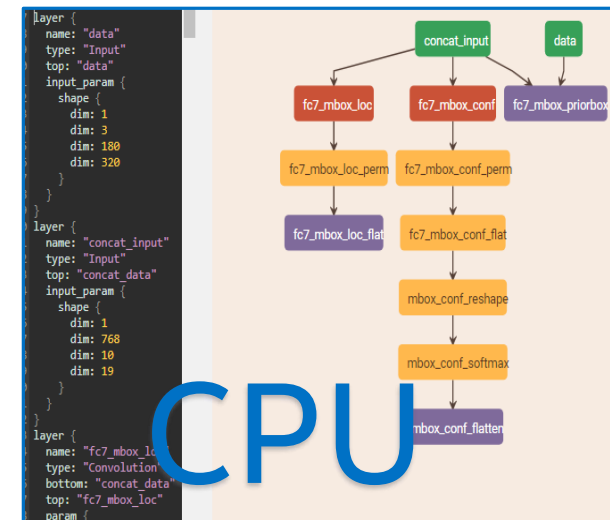 layer {
name: "data"
type: "Input"
top: "data"
input_param {
shape {
dim: 1
dim: 3
dim: 180
dim: 320
}
}
}
layer {
name: "concat_input"
type: "Input"
top: "concat_data"
input_param {
shape {
dim: 1
dim: 768
dim: 10
dim: 19
}
}
}
layer {
name: "fc7_mbox_lo
type: "Convolution"
bottom: "concat_data"
top: "fc7_mbox_loc"
param {
concat_input data
fc7_mbox_loc fc7_mbox_conf fc7_mbox_priorbox
fc7_mbox_loc_perm fc7_mbox_conf_perm
fc7_mbox_loc_flat fc7_mbox_conf_flat
mbox_conf_reshape
mbox_conf_softmax
mbox_conf_flatten
CPU